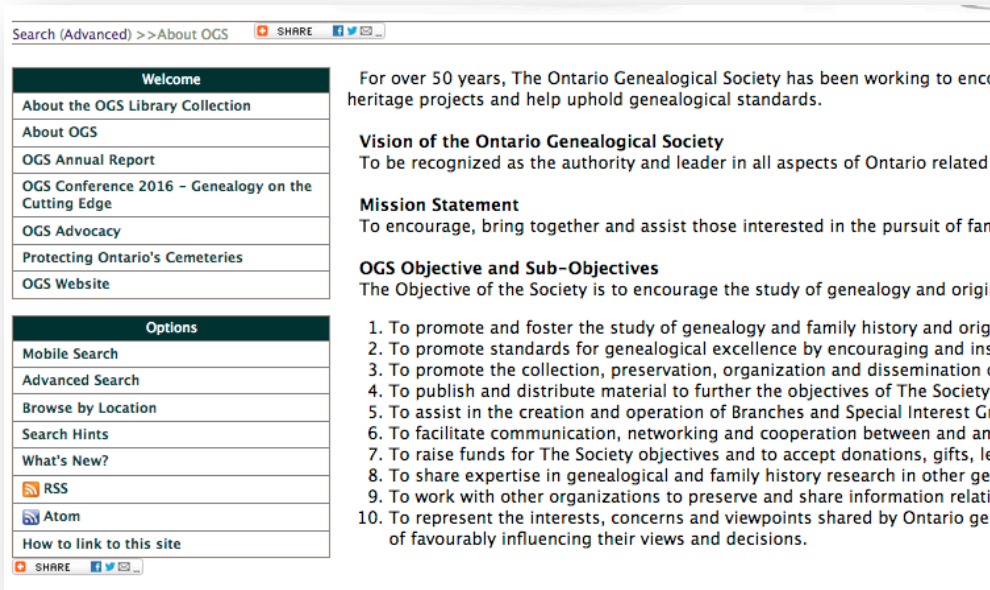 Search (Advanced) >>About OGS
SHARE
Welcome
About the OGS Library Collection
About OGS
OGS Annual Report
OGS Conference 2016 – Genealogy on the
Cutting Edge
OGS Advocacy
Protecting Ontario's Cemeteries
OGS Website
Options
Mobile Search
Advanced Search
Browse by Location
Search Hints
What's New?
RSS
Atom
How to link to this site
SHARE
For over 50 years, The Ontario Genealogical Society has been working to
heritage projects and help uphold genealogical standards.
Vision of the Ontario Genealogical Society
To be recognized as the authority and leader in all aspects of Ontario related
Mission Statement
To encourage, bring together and assist those interested in the pursuit of
OGS Objective and Sub-Objectives
The Objective of the Society is to encourage the study of genealogy and
1. To promote and foster the study of genealogy and family history and
2. To promote standards for genealogical excellence by encouraging and
3. To promote the collection, preservation, organization and dissemination
4. To publish and distribute material to further the objectives of The Society
5. To assist in the creation and operation of Branches and Special Interest
6. To facilitate communication, networking and cooperation between and
7. To raise funds for The Society objectives and to accept donations, gifts,
8. To share expertise in genealogical and family history research in other
9. To work with other organizations to preserve and share information
10. To represent the interests, concerns and viewpoints shared by Ontario
of favourably influencing their views and decisions.